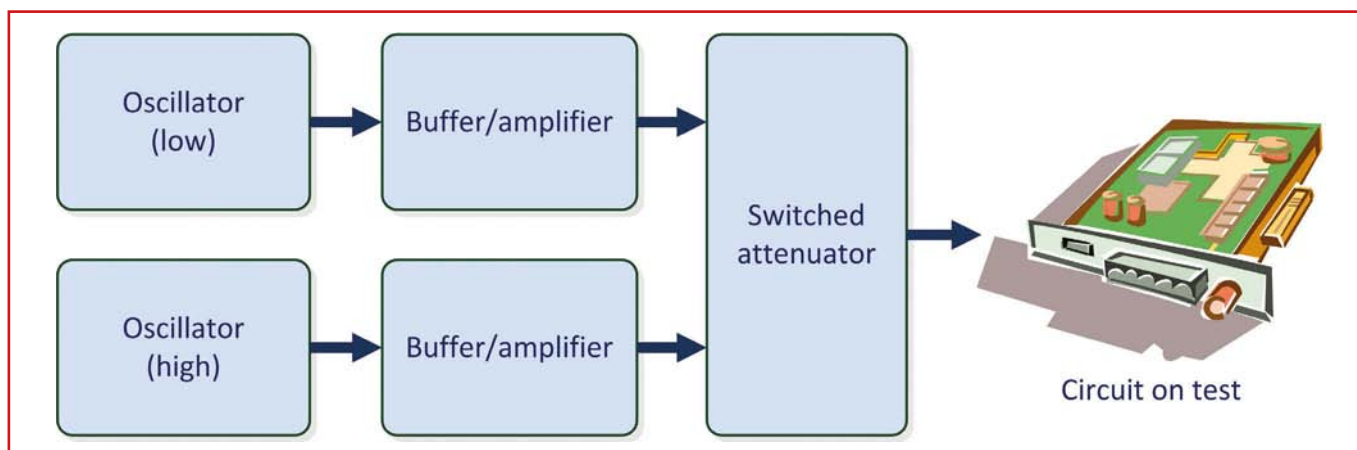 Oscillator
(low)
Buffer/amplifier
Oscillator
(high)
Buffer/amplifier
Switched
attenuator
Circuit on test